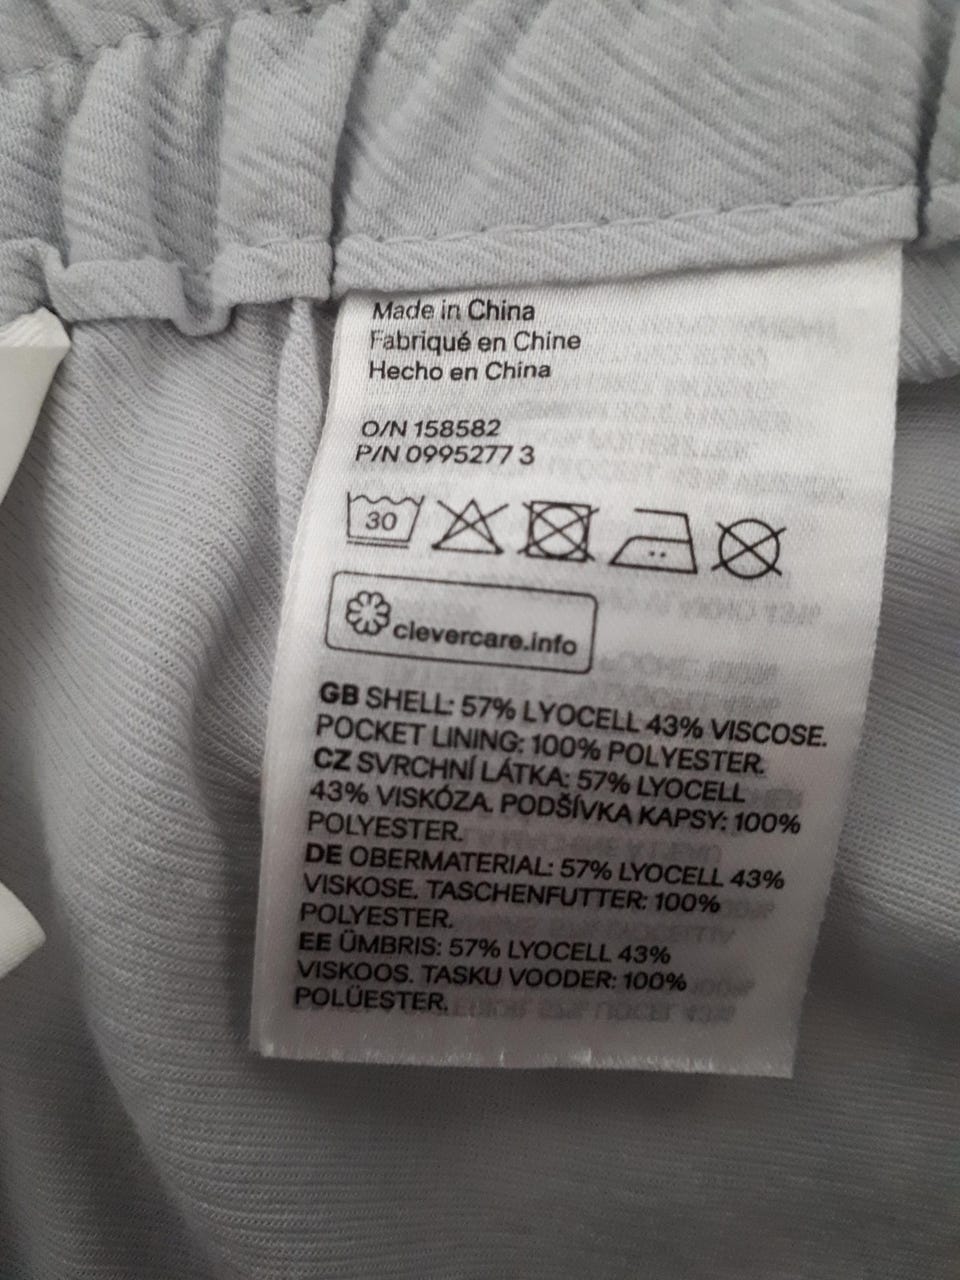 Made in China
Fabriqué en Chine
Hecho en China
O/N 158582
P/N 0995277 3
30
clevercare.info
GB SHELL: 57% LYOCELL 43% VISCOSE.
POCKET LINING: 100% POLYESTER.
CZ SVRCHNÍ LÁTKA: 57% LYOCELL
43% VISKÓZA. PODŠÍVKA KAPSY: 100%
POLYESTER.
DE OBERMATERIAL: 57% LYOCELL 43%
VISKOSE. TASCHENFUTTER: 100%
POLYESTER.
EE ÜMBRIS: 57% LYOCELL 43%
VISKOOS. TASKU VOODER: 100%
POLÜESTER.